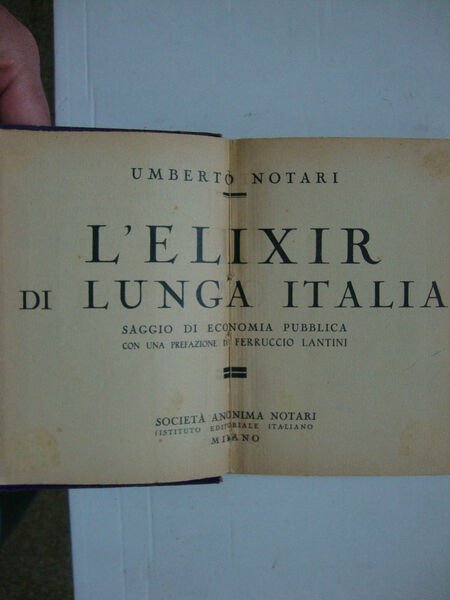 UMBERTO NOTARI
L'ELIXIR
DI LUNGA ITALIA
SAGGIO DI ECONOMIA PUBBLICA
CON UNA PREFAZIONE DI FERRUCCIO LANTINI
SOCIETÀ ANONIMA NOTARI
(ISTITUTO EDITORIALE ITALIANO
MILANO